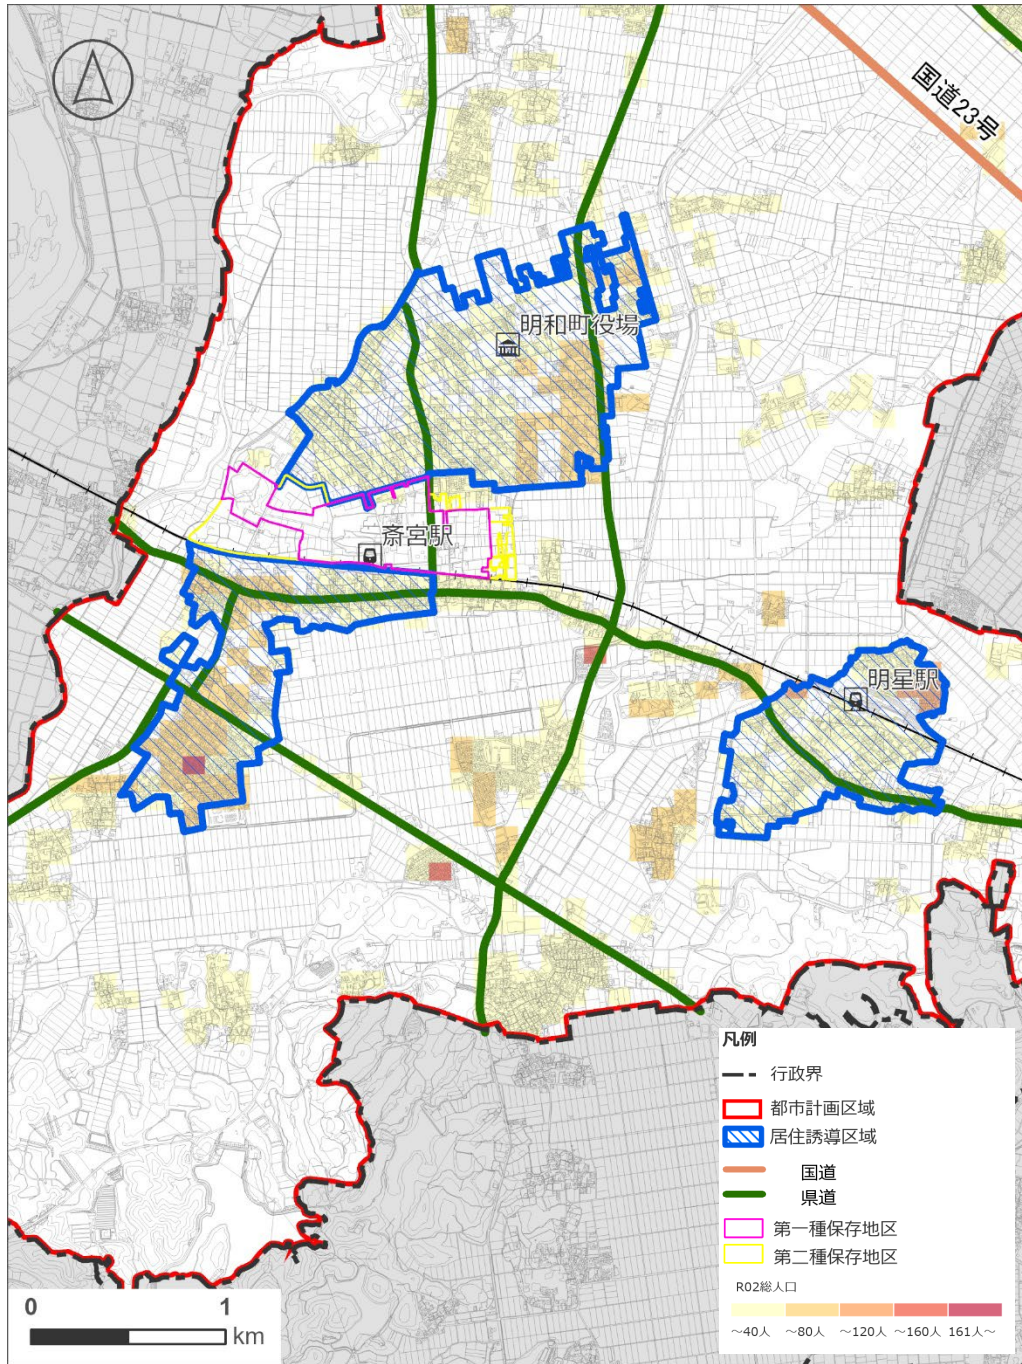 国道23号
明和町役場
斎宮駅
明星駅
凡例
行政界
都市計画区域
居住誘導区域
国道
県道
第一種保存地区
第二種保存地区
R02総人口
～40人 ～80人 ～120人 ～160人 161人～
0 1
km